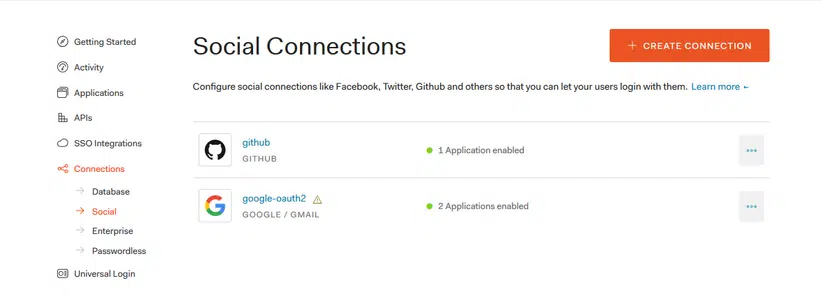 Getting Started
Activity
Applications
APIs
SSO Integrations
Connections
Database
Social
Enterprise
Passwordless
Universal Login
Social Connections
+ CREATE CONNECTION
Configure social connections like Facebook, Twitter, Github and others so that you can let your users login with them. Learn more
github
GITHUB
1 Application enabled
google-oauth2
GOOGLE / GMAIL
2 Applications enabled